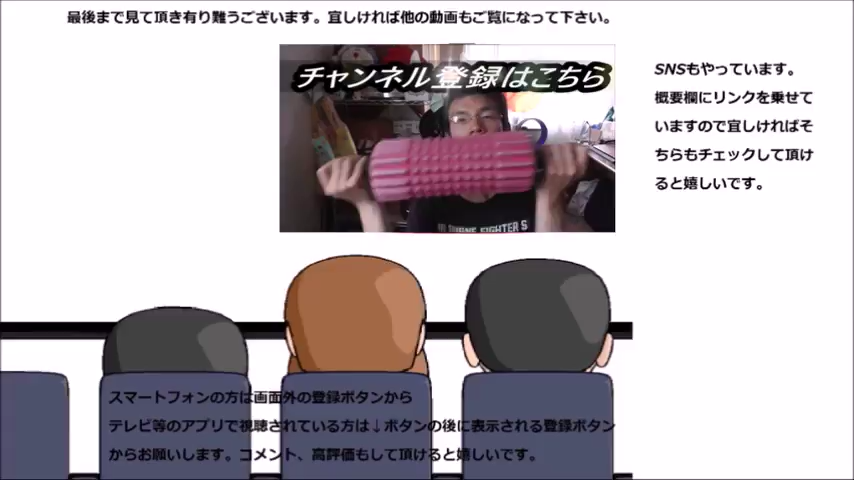 最後まで見て頂き有り難うございます。宜しければ他の動画もご覧になって下さい。
チャンネル登録はこちら
SNSもやっています。
概要欄にリンクを乗せて
いますので宜しければそ
ちらもチェックして頂け
ると嬉しいです。
FIGHTER S
スマートフォンの方は画面外の登録ボタンから
テレビ等のアプリで視聴されている方は↓ボタンの後に表示される登録ボタン
からお願いします。コメント、高評価もして頂けると嬉しいです。